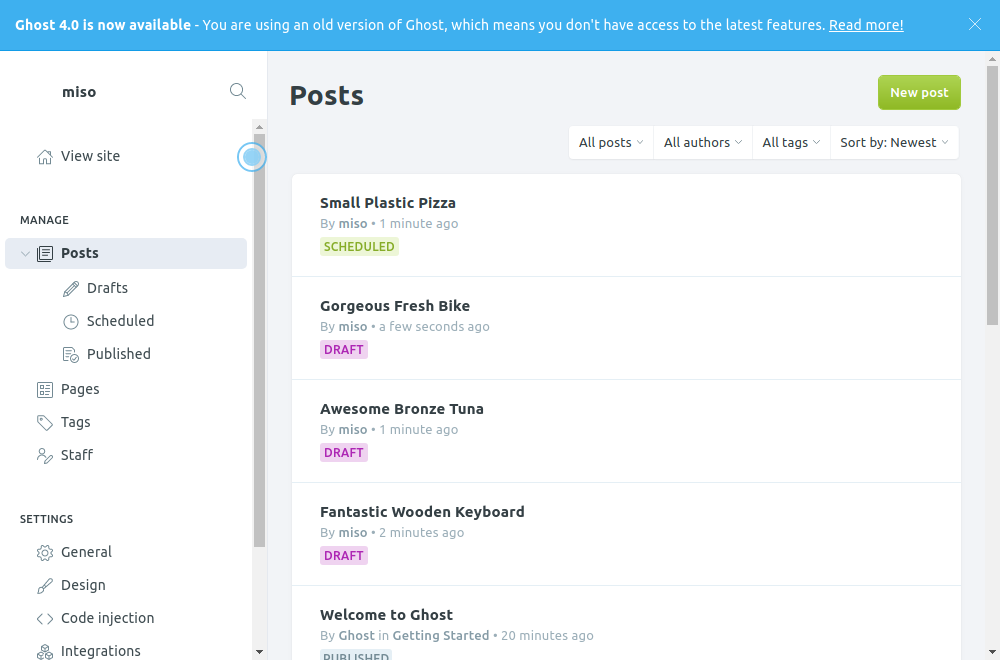 Ghost 4.0 is now available - You are using an old version of Ghost, which means you don't have access to the latest features. Read more!
miso
View site
MANAGE
Posts
Drafts
Scheduled
Published
Pages
Tags
Staff
SETTINGS
General
Design
Code injection
Integrations
Posts
New post
All posts
All authors
All tags
Sort by: Newest
Small Plastic Pizza
By miso • 1 minute ago
SCHEDULED
Gorgeous Fresh Bike
By miso • a few seconds ago
DRAFT
Awesome Bronze Tuna
By miso • 1 minute ago
DRAFT
Fantastic Wooden Keyboard
By miso • 2 minutes ago
DRAFT
Welcome to Ghost
By Ghost in Getting Started • 20 minutes ago
PUBLISHED